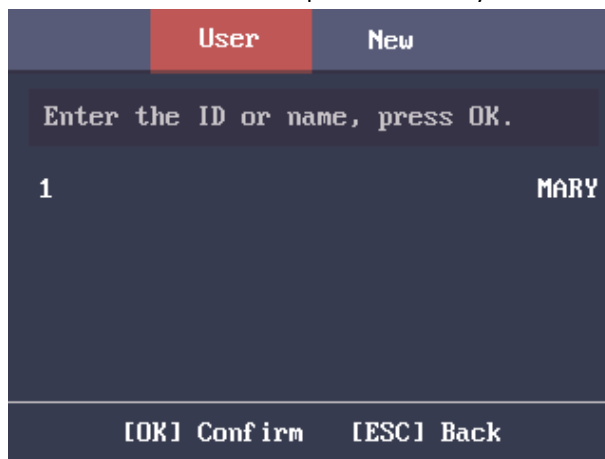 User New
Enter the ID or name, press OK.
1 MARY
[OK] Confirm [ESC] Back